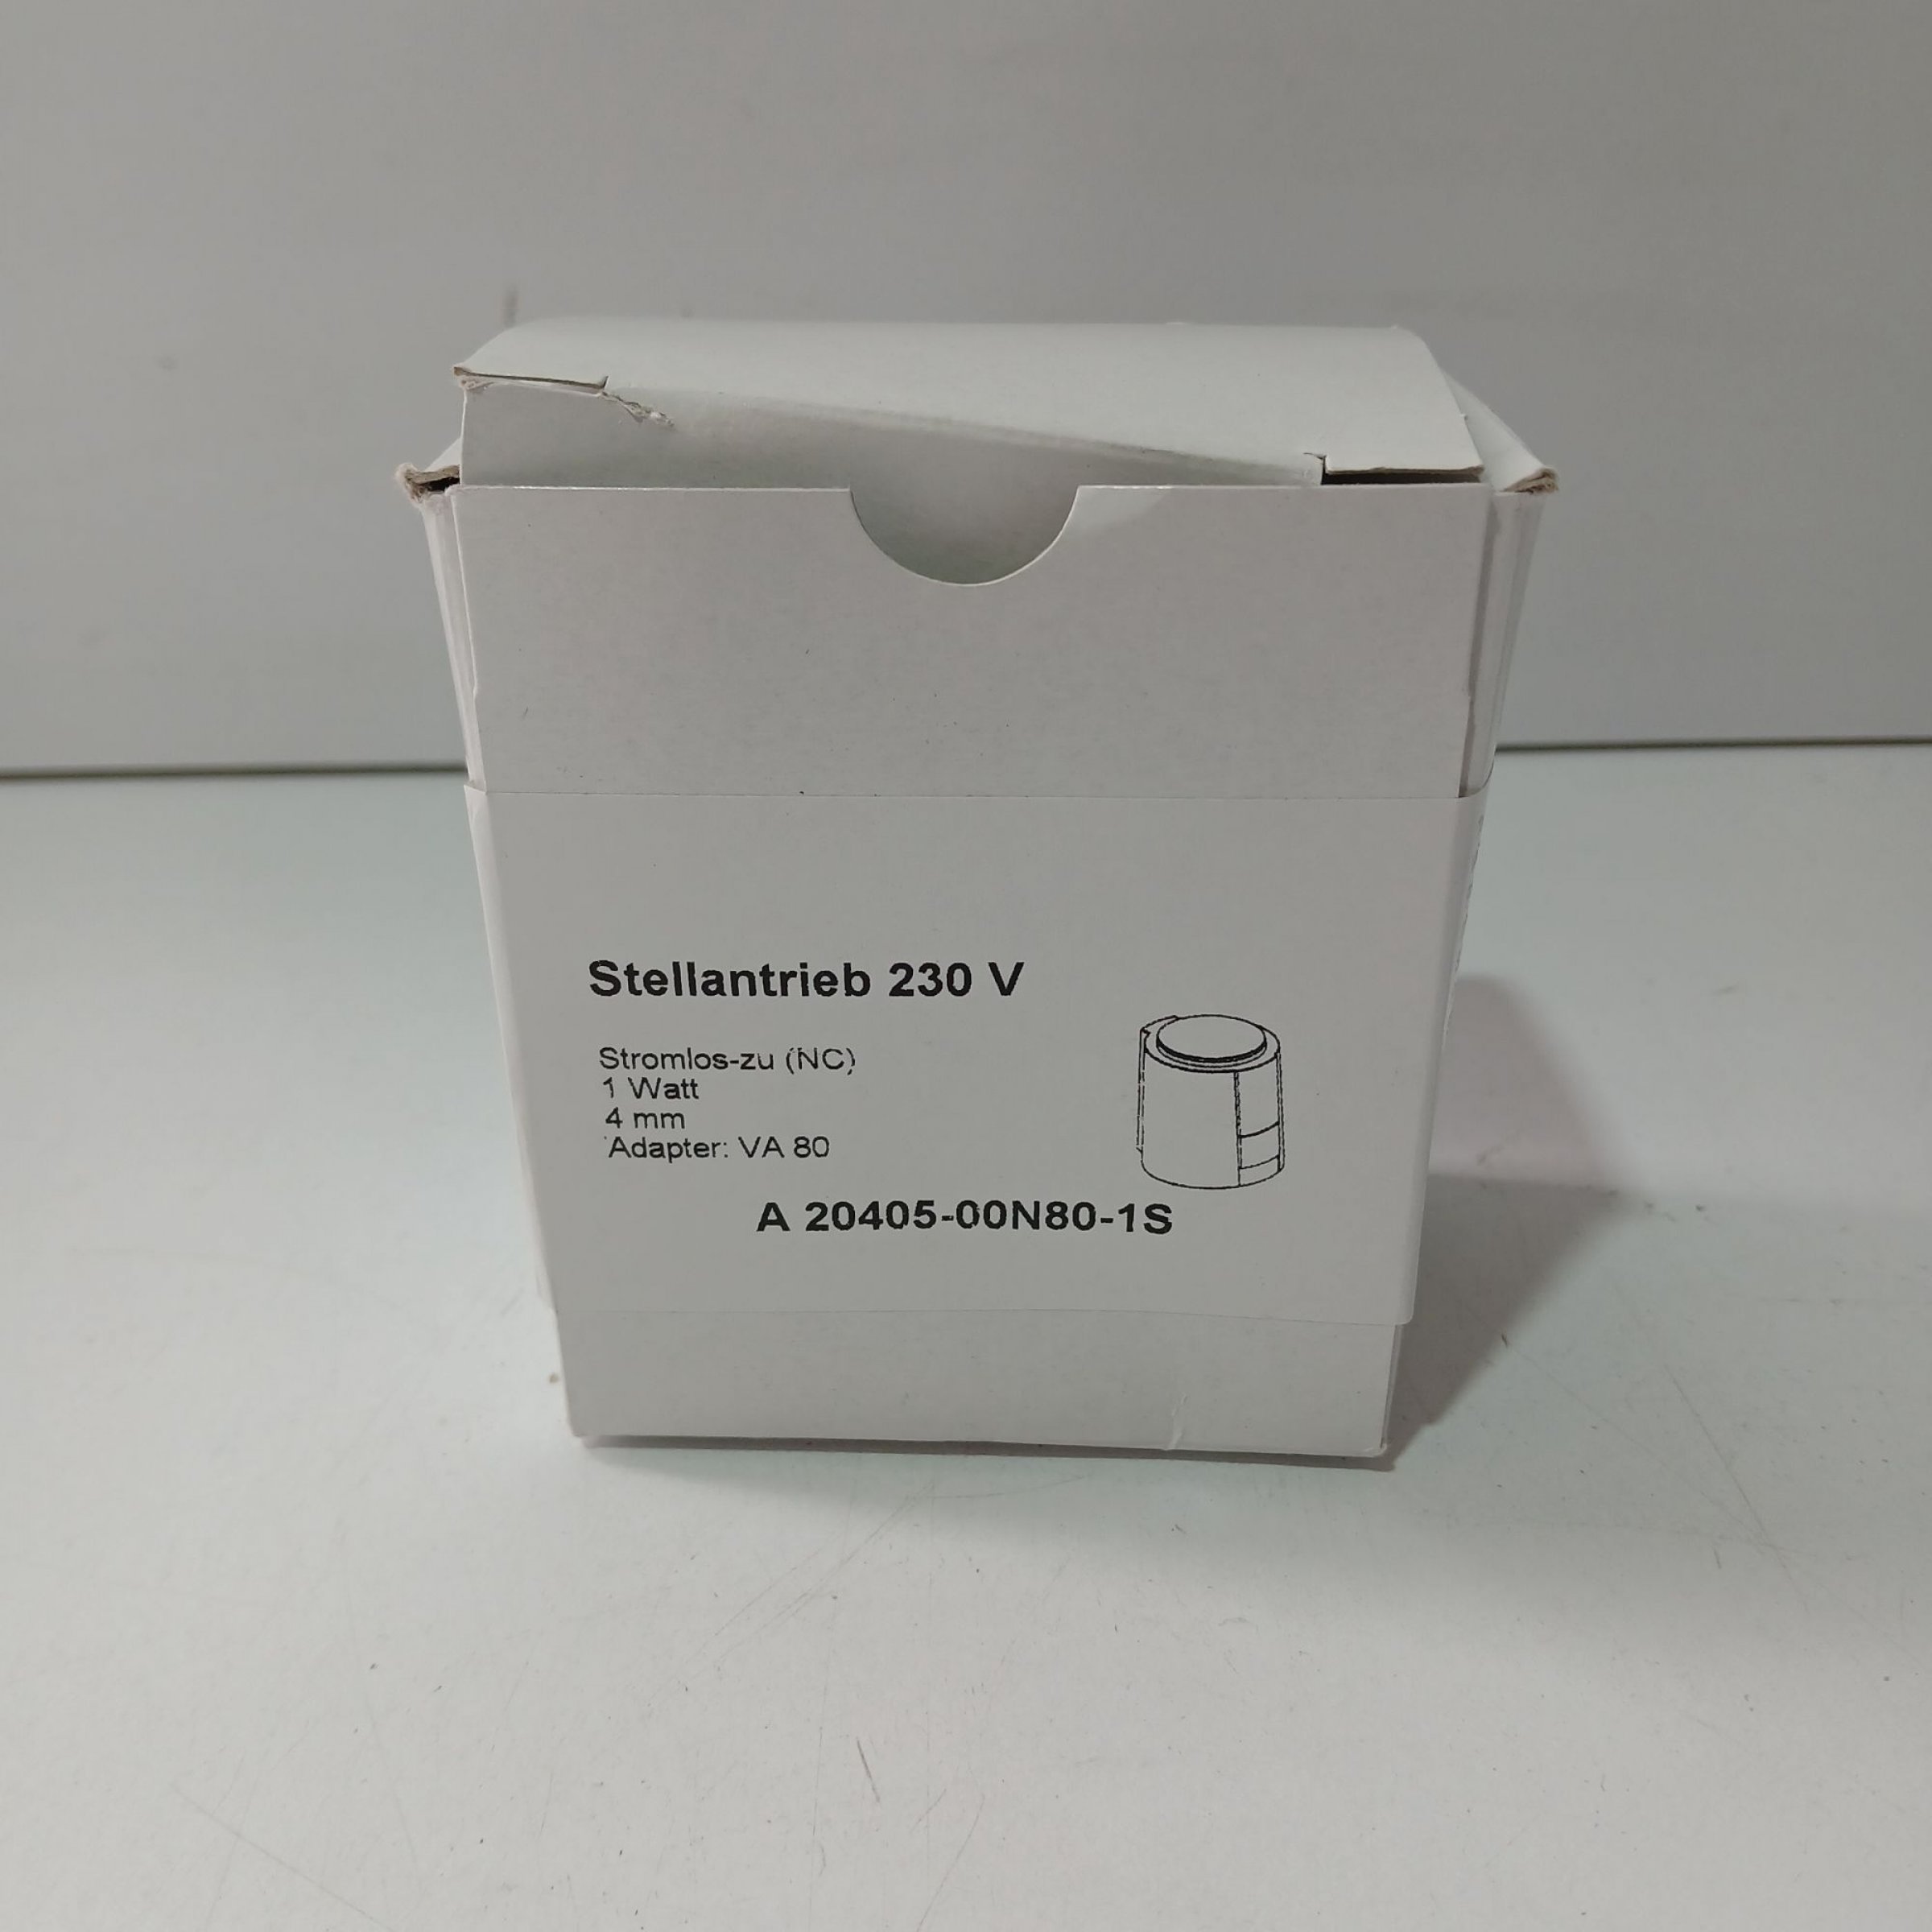 Stellantrieb 230 V
Stromlos-zu (NC)
1 Watt
4 mm
Adapter: VA 80
A 20405-00N80-1S